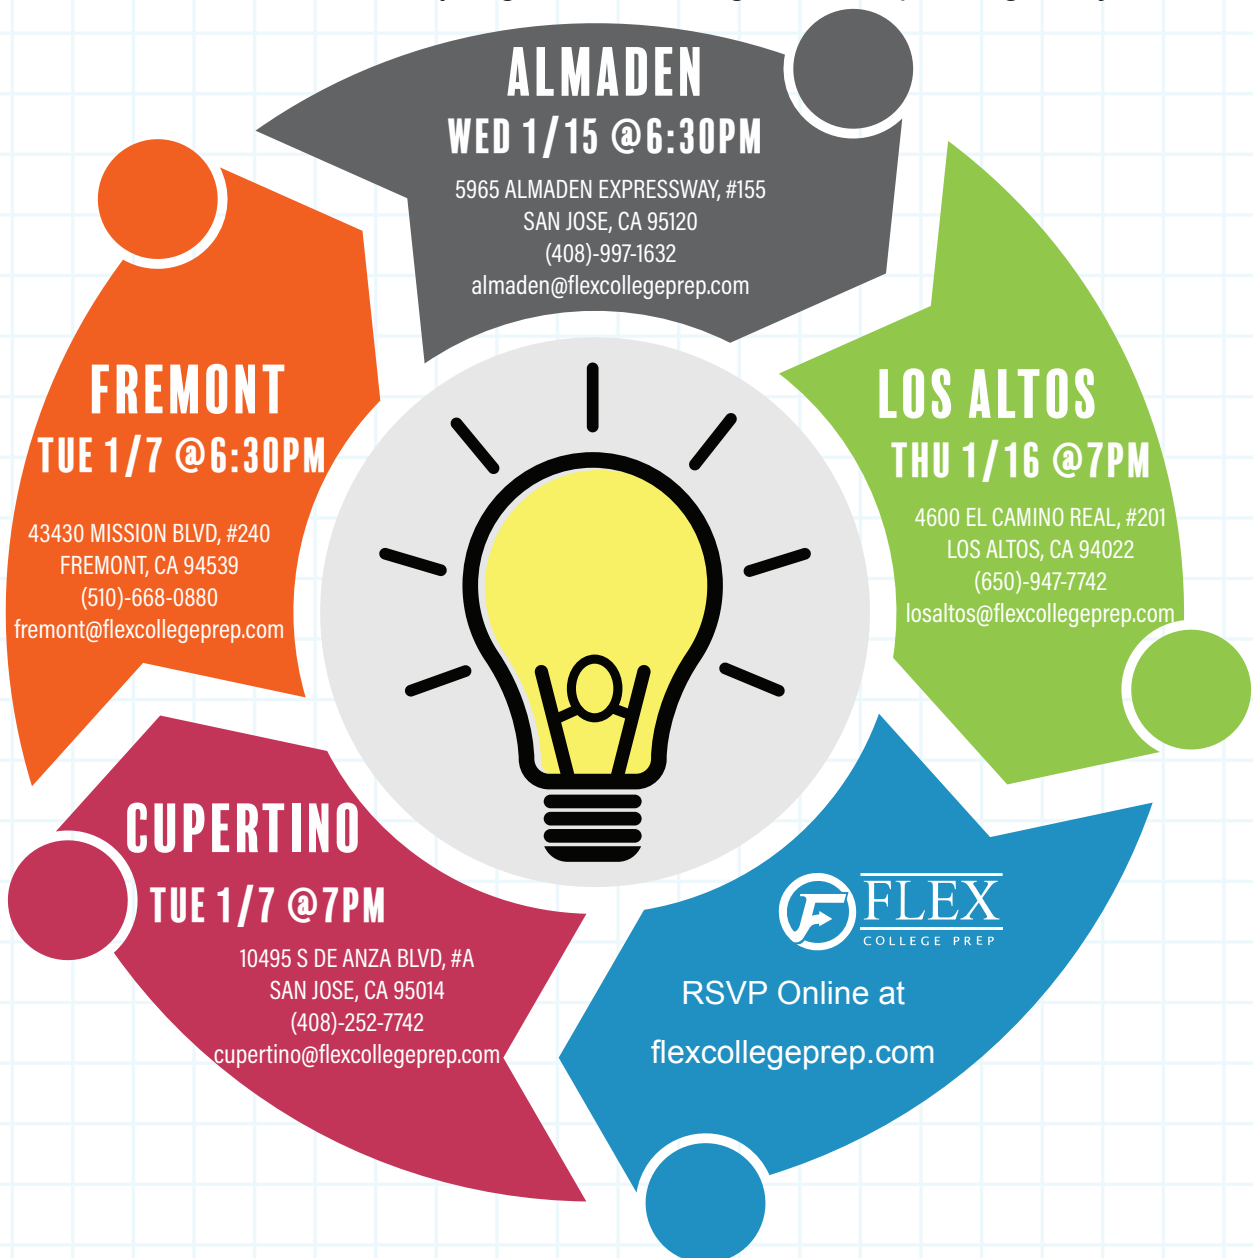 ALMADEN
WED 1/15 @6:30PM
5965 ALMADEN EXPRESSWAY, #155
SAN JOSE, CA 95120
(408)-997-1632
almaden@flexcollegeprep.com
FREMONT
TUE 1/7 @6:30PM
43430 MISSION BLVD, #240
FREMONT, CA 94539
(510)-668-0880
fremont@flexcollegeprep.com
LOS ALTOS
THU 1/16 @7PM
4600 EL CAMINO REAL, #201
LOS ALTOS, CA 94022
(650)-947-7742
losaltos@flexcollegeprep.com
CUPERTINO
TUE 1/7 @7PM
10495 S DE ANZA BLVD, #A
SAN JOSE, CA 95014
(408)-252-7742
cupertino@flexcollegeprep.com
FLEX
COLLEGE PREP
RSVP Online at
flexcollegeprep.com